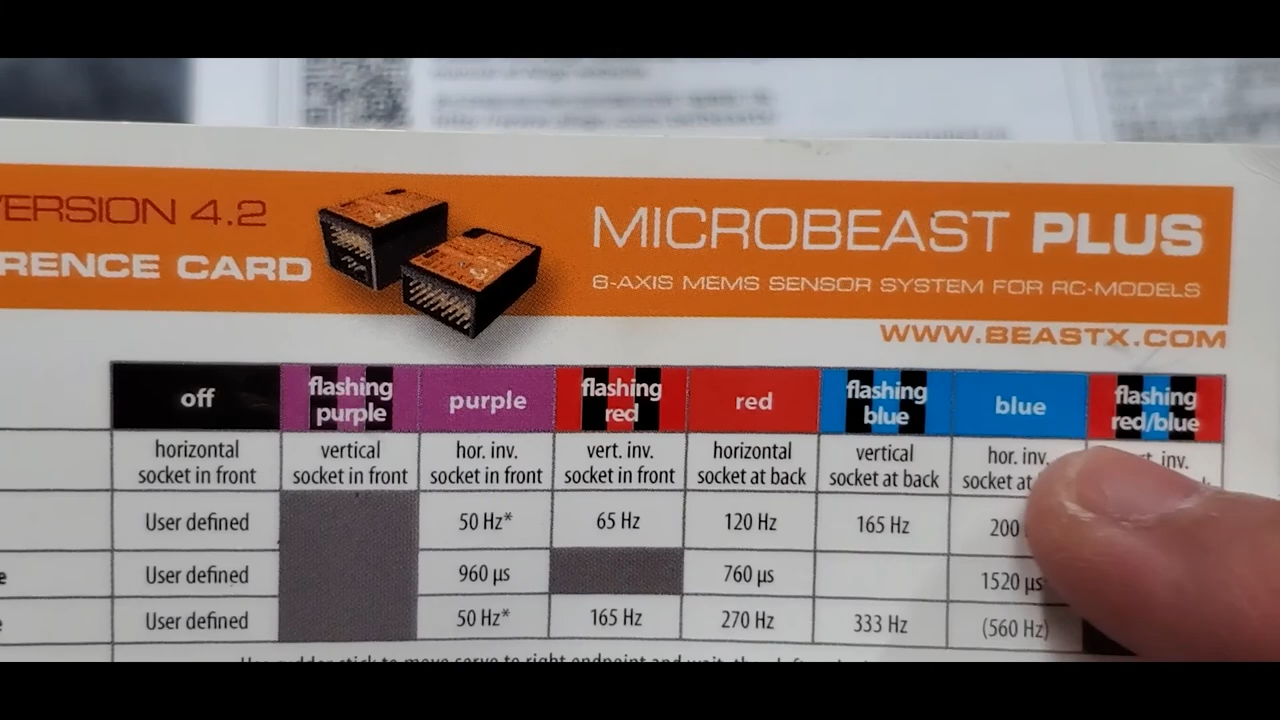 VERSION 4.2
RENCE CARD
MICROBEAST PLUS
6-AXIS MEMS SENSOR SYSTEM FOR RC-MODELS
WWW.BEASTX.COM
off flashing purple purple flashing red red flashing blue blue flashing red/blue
horizontal socket in front vertical socket in front hor. inv. socket in front vert. inv. socket in front horizontal socket at back vertical socket at back hor. inv. socket at inv.
User defined 50 Hz* 65 Hz 120 Hz 165 Hz 200
User defined 960 µs 760 µs 1520 µs
User defined 50 Hz* 165 Hz 270 Hz 333 Hz (560 Hz)